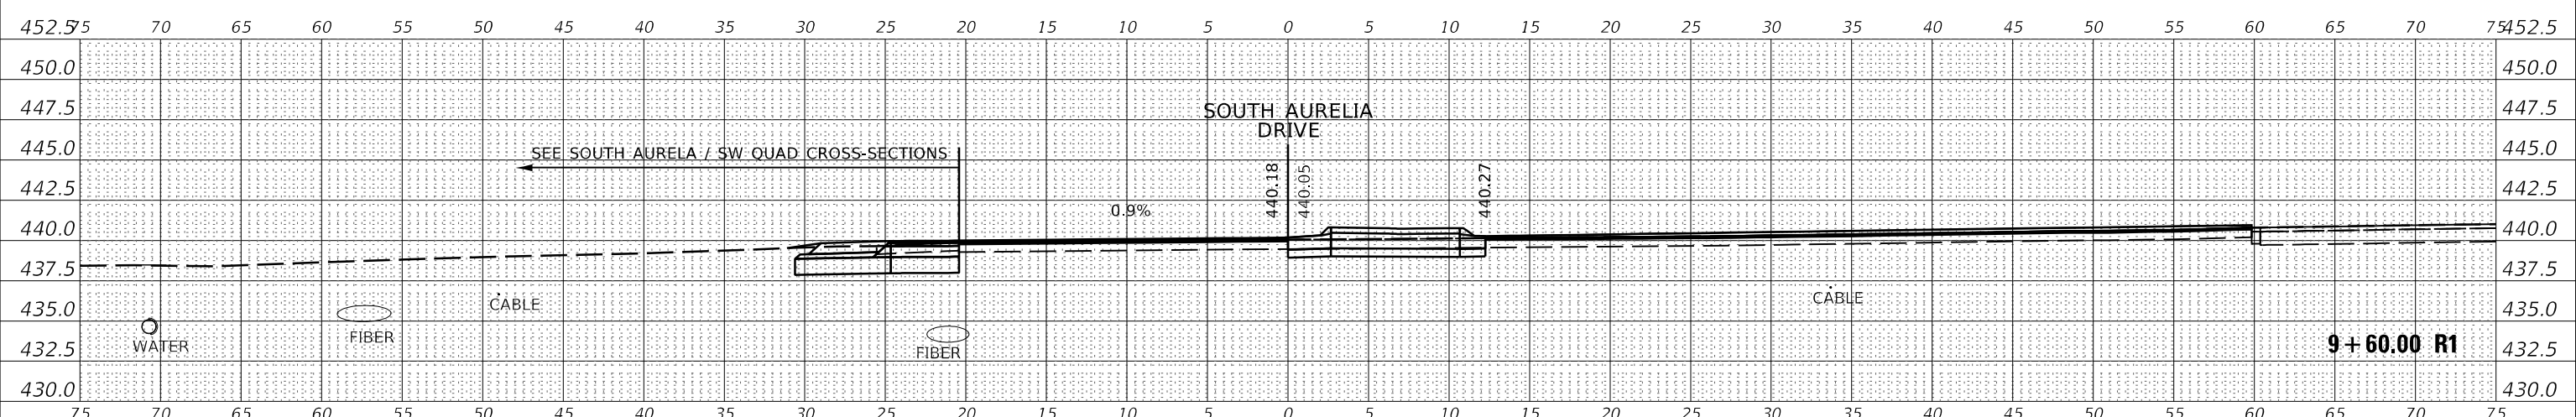 75 70 65 60 55 50 45 40 35 30 25 20 15 10 5 0 5 10 15 20 25 30 35 40 45 50 55 60 65 70 75
452.5 452.5
450.0 450.0
447.5 SOUTH AURELIA 447.5
DRIVE
445.0 SEE SOUTH AURELA / SW QUAD CROSS-SECTIONS 445.0
442.5 440.18 440.05 440.27 442.5
0.9%
440.0 440.0
437.5 437.5
CABLE CABLE
435.0 435.0
WATER FIBER FIBER 9+60.00 R1
432.5 432.5
430.0 430.0
75 70 65 60 55 50 45 40 35 30 25 20 15 10 5 0 5 10 15 20 25 30 35 40 45 50 55 60 65 70 75